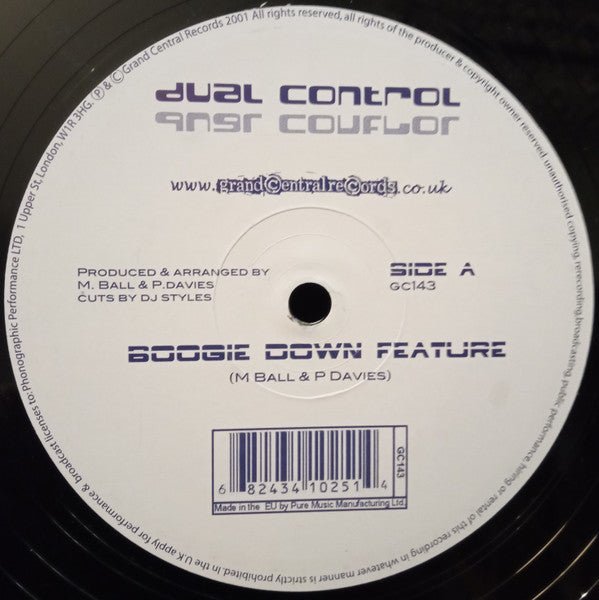 ℗ & © Grand Central Records 2001 All rights reserved, all rights of the producer & copyright owner reserved. unauthorised copying, rerecording, broadcasting, public performance, hiring or rental of this recording in whatever manner is strictly prohibited. In the U.K apply for performance & broadcast licenses to: Phonographic Performance LTD, 1 Upper St, London, W1R 3HG.
DUAL CONTROL
DUAL CONTROL
www.grandCentralreCords.co.uk
PRODUCED & ARRANGED BY
M. BALL & P.DAVIES
CUTS BY DJ STYLES
SIDE A
GC143
BOOGIE DOWN FEATURE
(M BALL & P DAVIES)
6 82434 10251 4
GC143
Made in the EU by Pure Music Manufacturing Ltd.